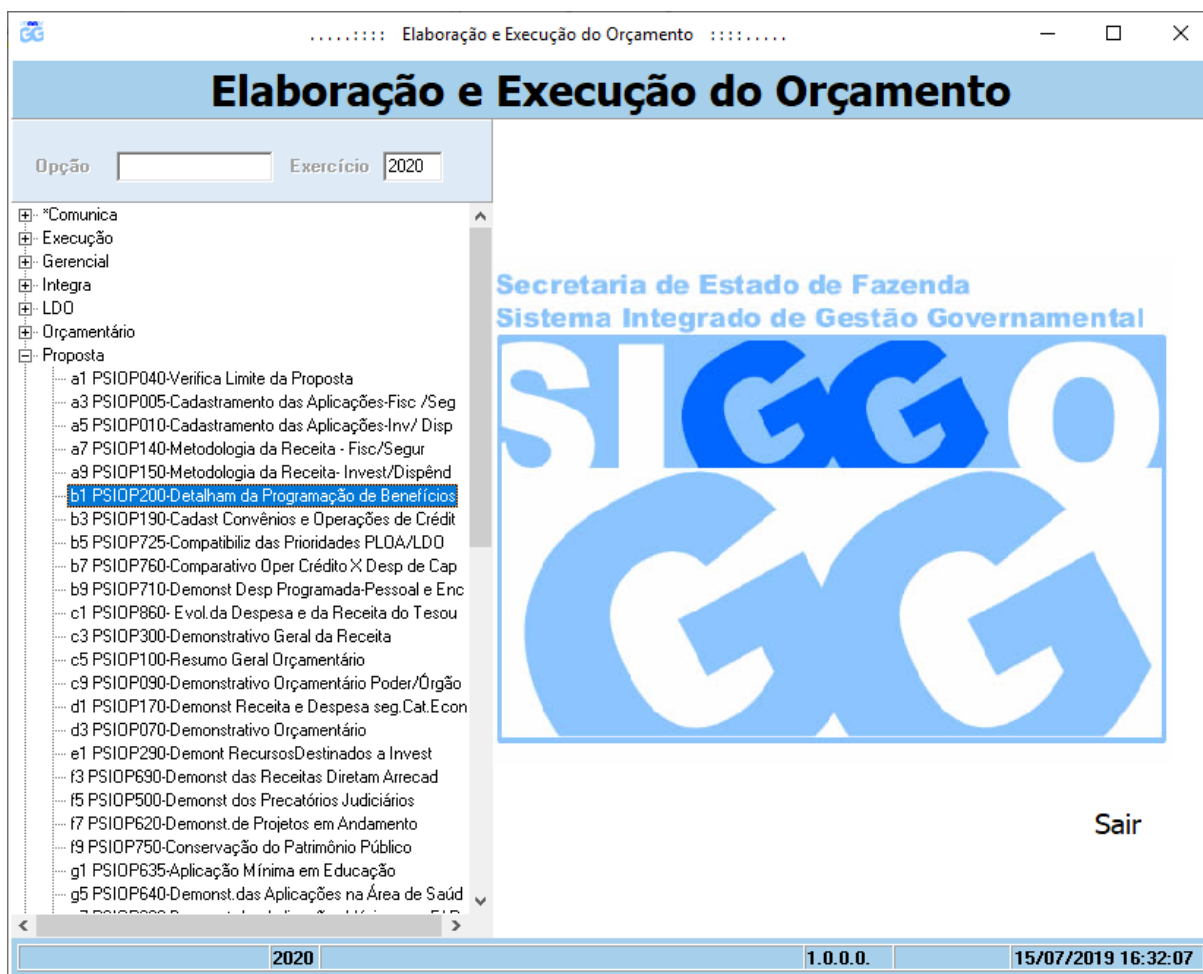 .....:::: Elaboração e Execução do Orçamento ::::.....
Elaboração e Execução do Orçamento
Opção Exercício 2020
*Comunica
Execução
Gerencial
Integra
LDO
Orçamentário
Proposta
a1 PSIOP040-Verifica Limite da Proposta
a3 PSIOP005-Cadastramento das Aplicações-Fisc /Seg
a5 PSIOP010-Cadastramento das Aplicações-Inv/ Disp
a7 PSIOP140-Metodologia da Receita - Fisc/Segur
a9 PSIOP150-Metodologia da Receita- Invest/Dispênd
b1 PSIOP200-Detalham da Programação de Benefícios
b3 PSIOP190-Cadast Convênios e Operações de Crédit
b5 PSIOP725-Compatibiliz das Prioridades PLOA/LDO
b7 PSIOP760-Comparativo Oper Crédito X Desp de Cap
b9 PSIOP710-Demonst Desp Programada-Pessoal e Enc
c1 PSIOP860- Evol.da Despesa e da Receita do Tesou
c3 PSIOP300-Demonstrativo Geral da Receita
c5 PSIOP100-Resumo Geral Orçamentário
c9 PSIOP090-Demonstrativo Orçamentário Poder/Órgão
d1 PSIOP170-Demonst Receita e Despesa seg.Cat.Econ
d3 PSIOP070-Demonstrativo Orçamentário
e1 PSIOP290-Demont RecursosDestinados a Invest
f3 PSIOP690-Demonst das Receitas Diretam Arrecad
f5 PSIOP500-Demonst dos Precatórios Judiciários
f7 PSIOP620-Demonst.de Projetos em Andamento
f9 PSIOP750-Conservação do Patrimônio Público
g1 PSIOP635-Aplicação Mínima em Educação
g5 PSIOP640-Demonst.das Aplicações na Área de Saúd
Secretaria de Estado de Fazenda
Sistema Integrado de Gestão Governamental
SIGGO
GG
Sair
2020 1.0.0.0. 15/07/2019 16:32:07